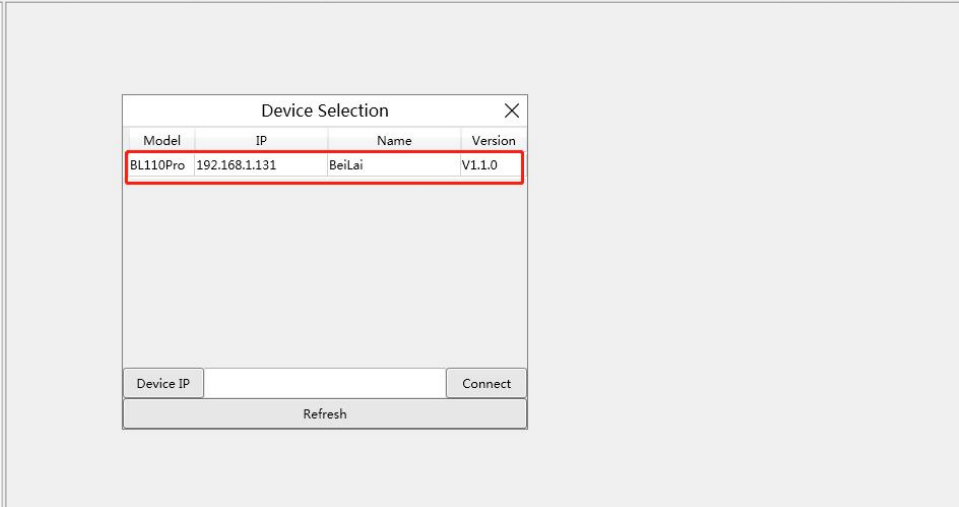 Device Selection
Model IP Name Version
BL110Pro 192.168.1.131 BeiLai V1.1.0
Device IP Connect
Refresh